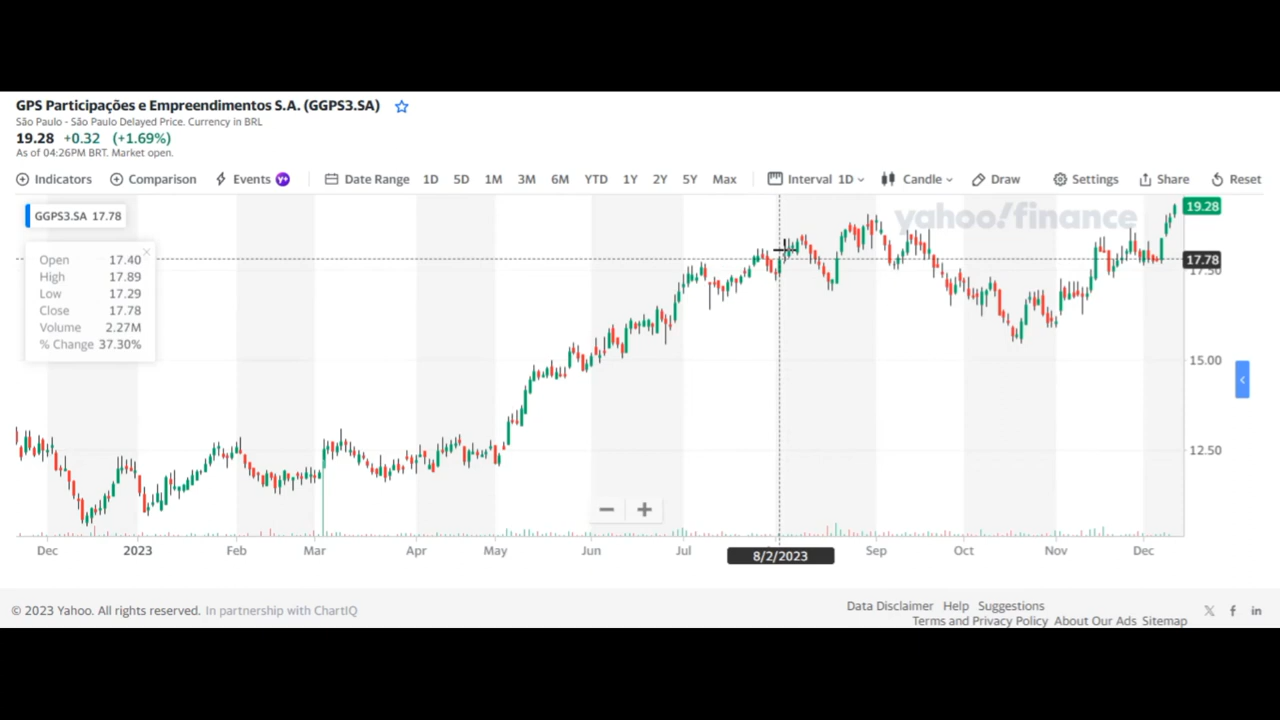 GPS Participações e Empreendimentos S.A. (GGPS3.SA)
São Paulo - São Paulo Delayed Price. Currency in BRL
19.28 +0.32 (+1.69%)
As of 04:26PM BRT. Market open.
Indicators Comparison Events Y+ Date Range 1D 5D 1M 3M 6M YTD 1Y 2Y 5Y Max Interval 1D Candle Draw Settings Share Reset
GGPS3.SA 17.78
yahoo!finance
19.28
Open 17.40
High 17.89
Low 17.29
Close 17.78
Volume 2.27M
% Change 37.30%
17.78
17.50
15.00
12.50
Dec 2023 Feb Mar Apr May Jun Jul 8/2/2023 Sep Oct Nov Dec
© 2023 Yahoo. All rights reserved. In partnership with ChartIQ
Data Disclaimer Help Suggestions
Terms and Privacy Policy About Our Ads Sitemap
X f in